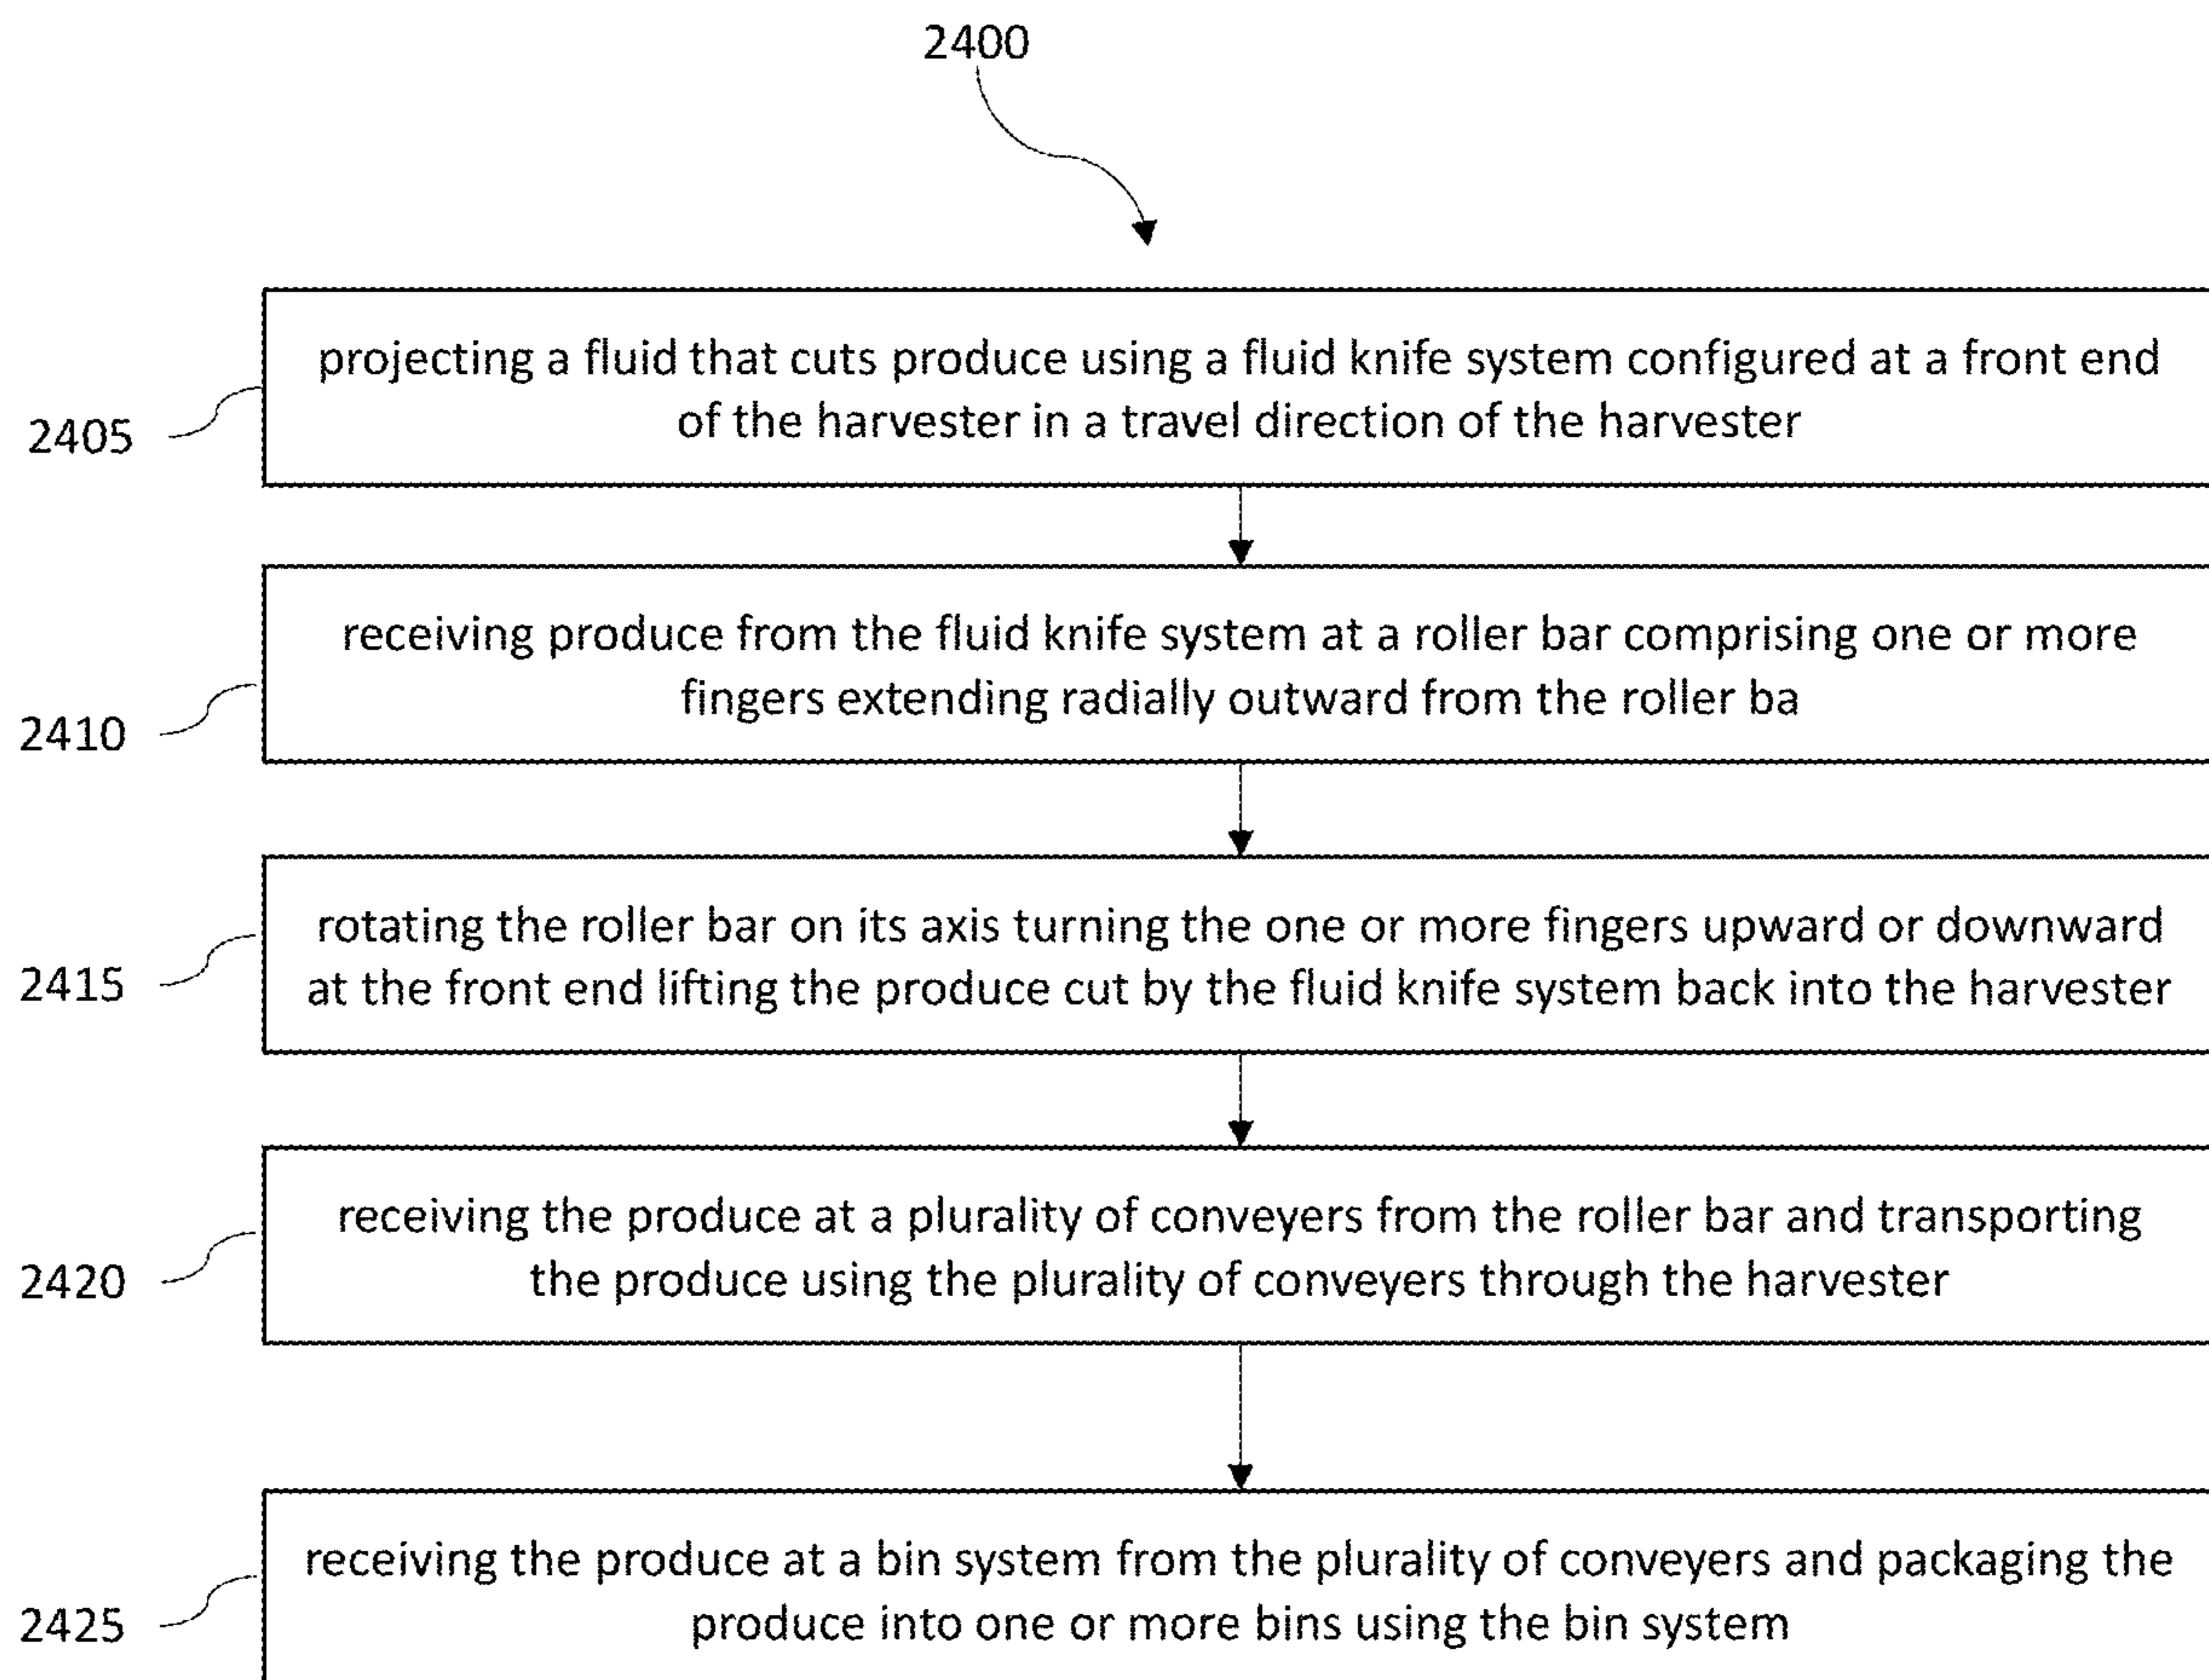 2400
projecting a fluid that cuts produce using a fluid knife system configured at a front end
of the harvester in a travel direction of the harvester
2405
receiving produce from the fluid knife system at a roller bar comprising one or more
fingers extending radially outward from the roller ba
2410
rotating the roller bar on its axis turning the one or more fingers upward or downward
at the front end lifting the produce cut by the fluid knife system back into the harvester
2415
receiving the produce at a plurality of conveyers from the roller bar and transporting
the produce using the plurality of conveyers through the harvester
2420
receiving the produce at a bin system from the plurality of conveyers and packaging the
produce into one or more bins using the bin system
2425